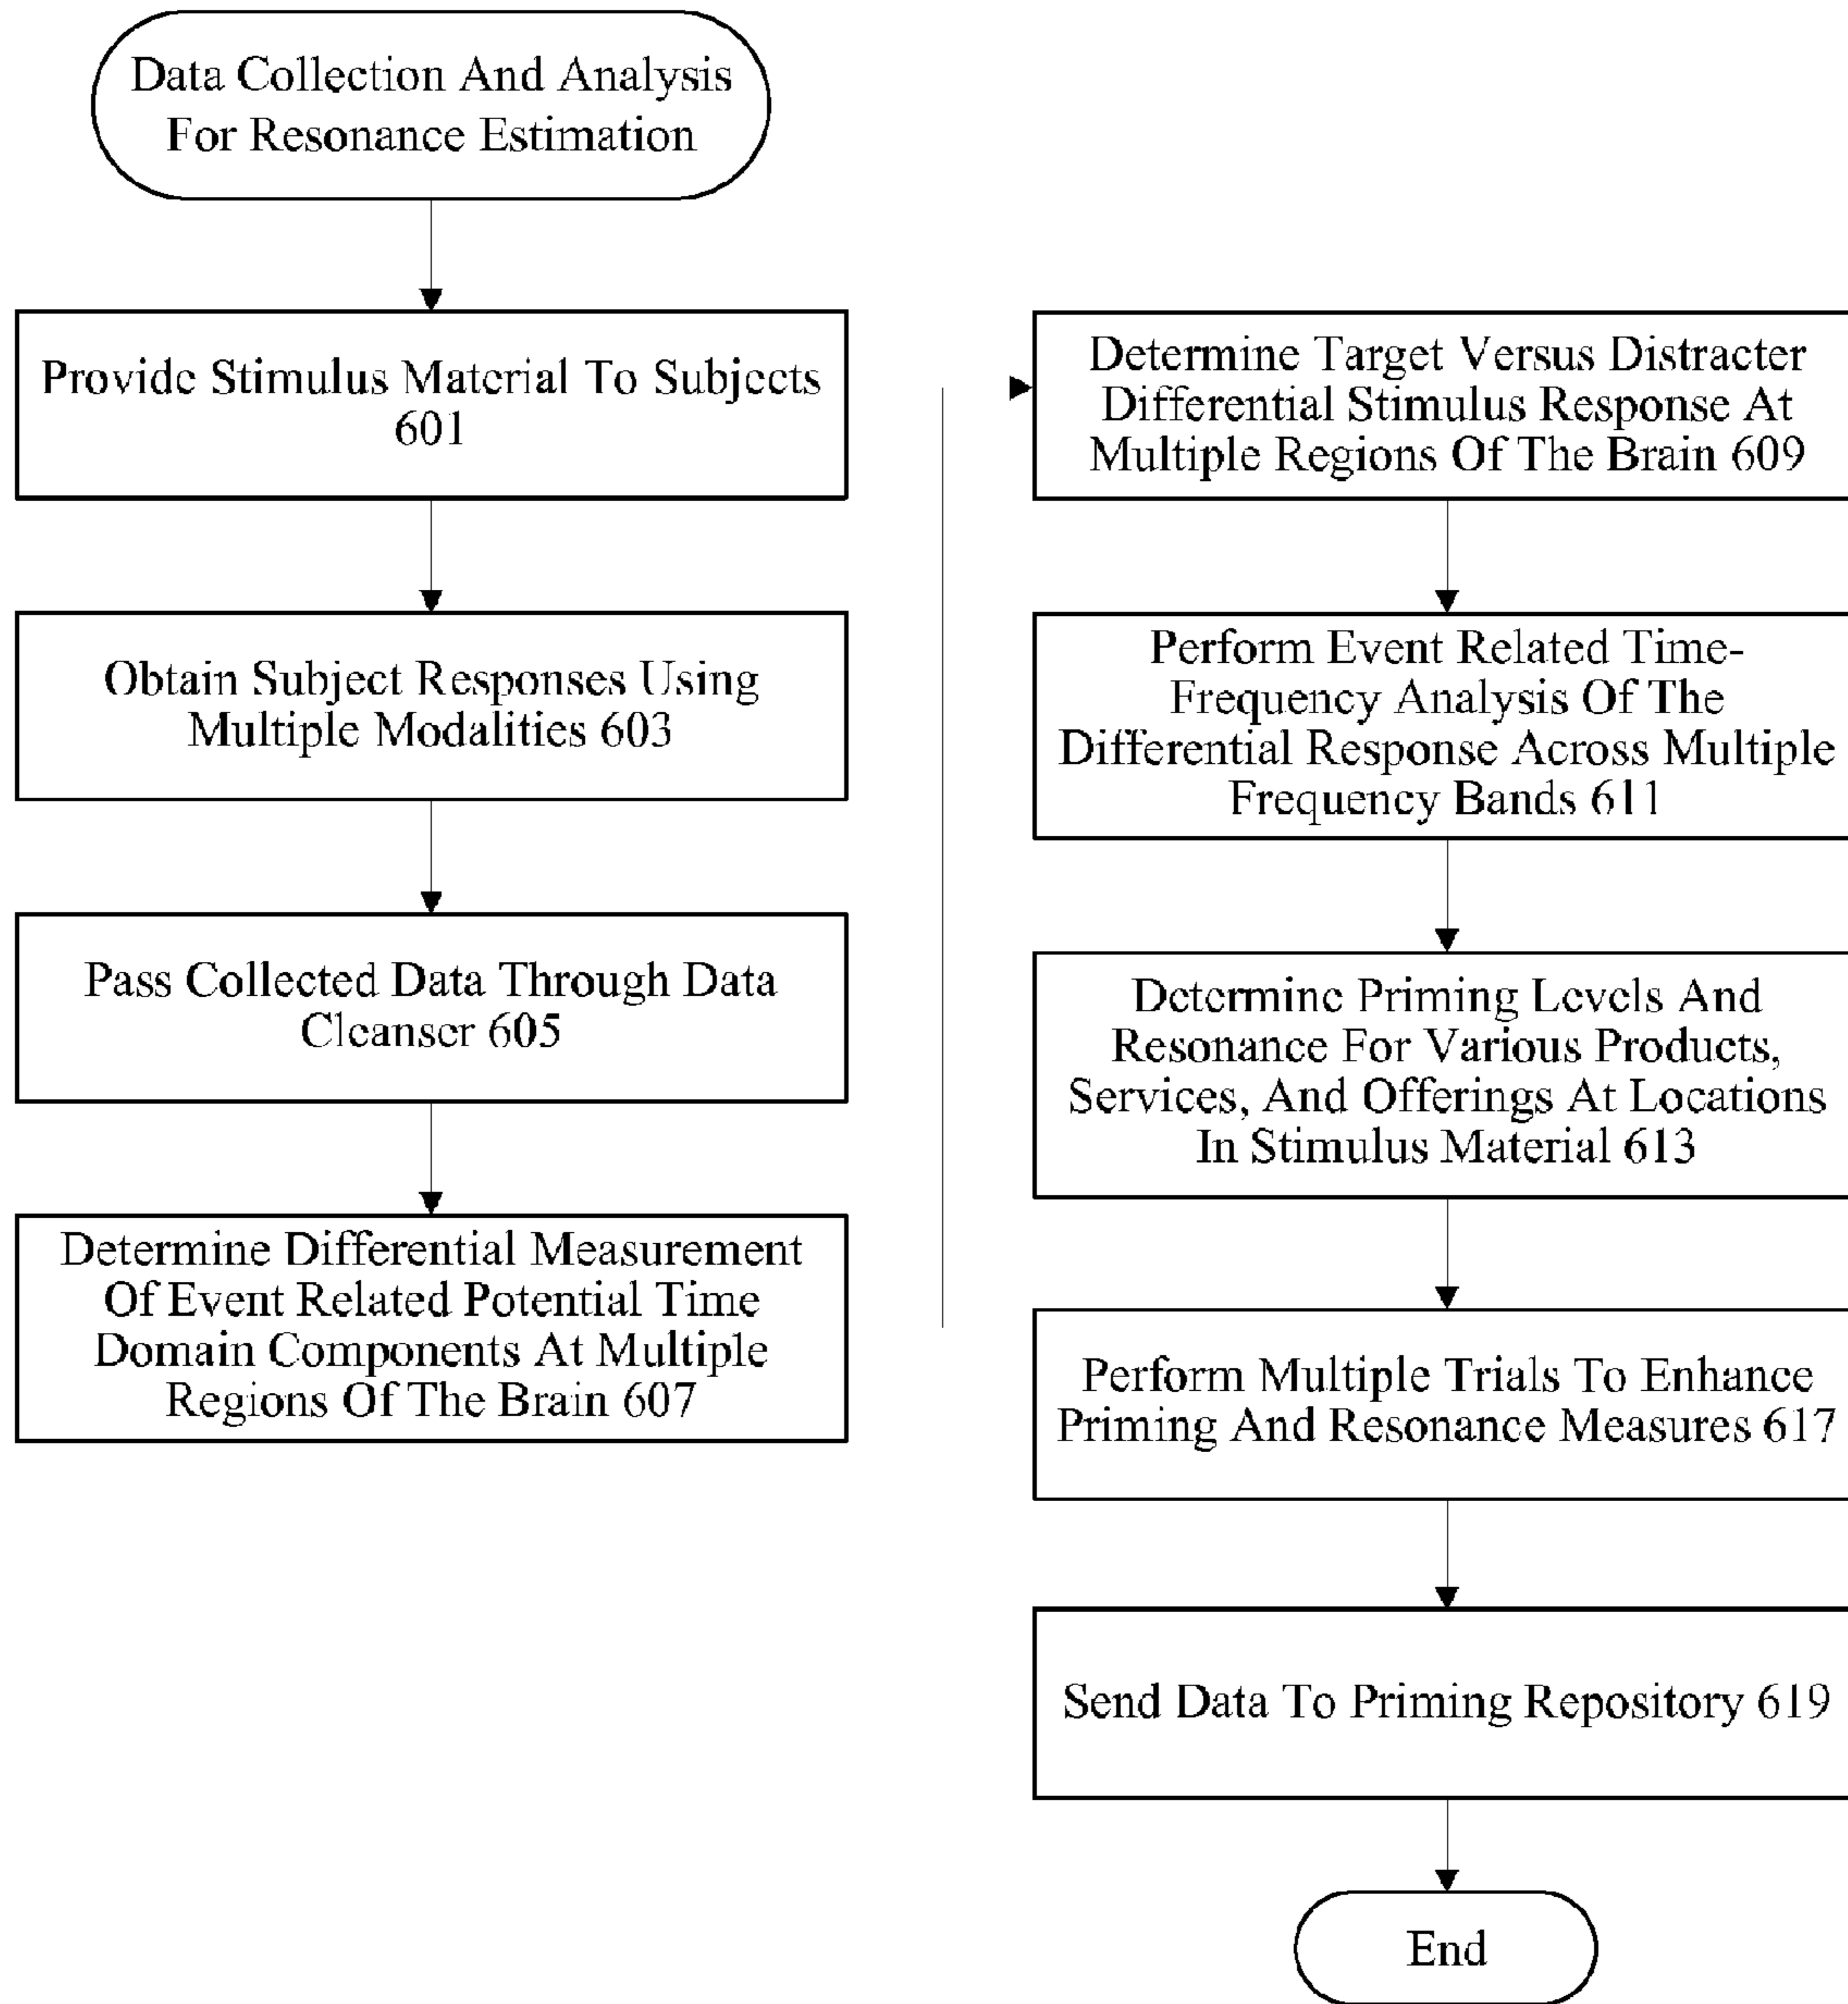 Data Collection And Analysis
For Resonance Estimation
Provide Stimulus Material To Subjects
601
Obtain Subject Responses Using
Multiple Modalities 603
Pass Collected Data Through Data
Cleanser 605
Determine Differential Measurement
Of Event Related Potential Time
Domain Components At Multiple
Regions Of The Brain 607
Determine Target Versus Distracter
Differential Stimulus Response At
Multiple Regions Of The Brain 609
Perform Event Related Time-
Frequency Analysis Of The
Differential Response Across Multiple
Frequency Bands 611
Determine Priming Levels And
Resonance For Various Products,
Services, And Offerings At Locations
In Stimulus Material 613
Perform Multiple Trials To Enhance
Priming And Resonance Measures 617
Send Data To Priming Repository 619
End